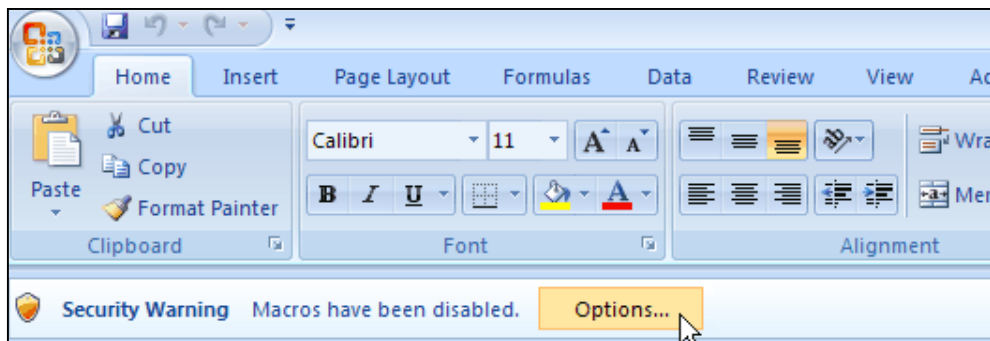 Home Insert Page Layout Formulas Data Review View
Cut
Calibri 11 A A
Copy
Paste
B I U A
Format Painter
Clipboard Font Alignment
Security Warning Macros have been disabled. Options...